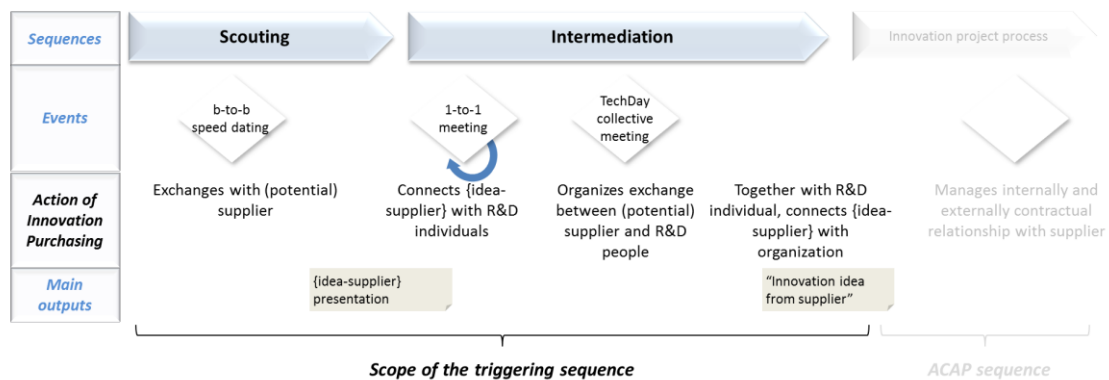 Sequences
Scouting
Intermediation
Innovation project process
Events
b-to-b
speed dating
1-to-1
meeting
TechDay
collective
meeting
Action of
Innovation
Purchasing
Exchanges with (potential)
supplier
Connects {idea-
supplier} with R&D
individuals
Organizes exchange
between (potential)
supplier and R&D
people
Together with R&D
individual, connects {idea-
supplier} with
organization
Manages internally and
externally contractual
relationship with supplier
Main
outputs
{idea-supplier}
presentation
“Innovation idea
from supplier”
Scope of the triggering sequence
ACAP sequence